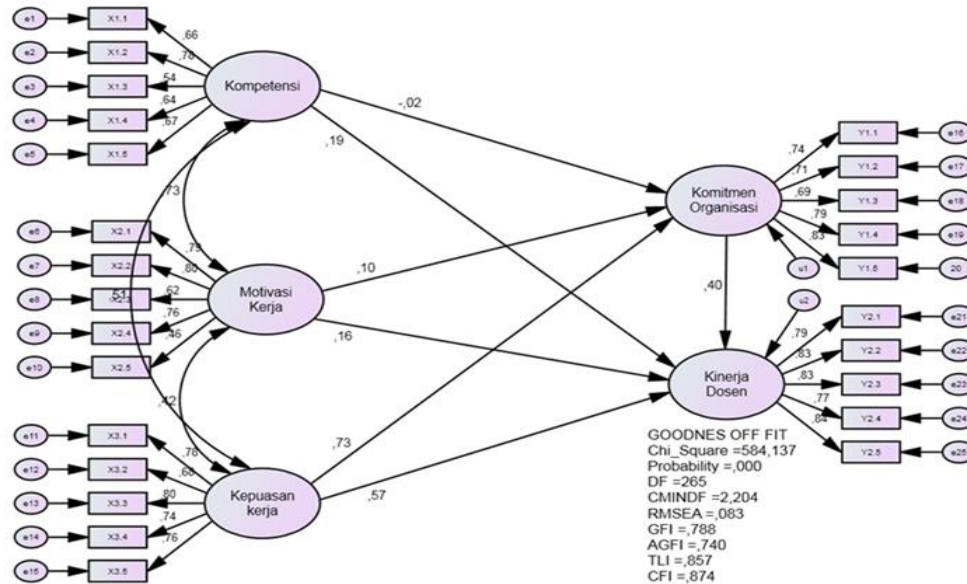 e1
X1.1
,66
e2
X1.2
,78
e3
X1.3
,54
e4
X1.4
,64
e5
X1.5
,67
Kompetensi
-,02
,19
,73
e6
X2.1
,79
e7
X2.2
,80
e8
X2.3
,62
e9
X2.4
,76
e10
X2.5
,46
,51
Motivasi
Kerja
,10
,16
,42
e11
X3.1
,78
e12
X3.2
,68
e13
X3.3
,80
e14
X3.4
,74
e15
X3.5
,76
Kepuasan
kerja
,73
,57
Komitmen
Organisasi
,74
Y1.1
e16
,71
Y1.2
e17
,69
Y1.3
e18
,79
Y1.4
e19
,83
Y1.5
20
u1
,40
u2
Kinerja
Dosen
,79
Y2.1
e21
,83
Y2.2
e22
,83
Y2.3
e23
,77
Y2.4
e24
,84
Y2.5
e25
GOODNES OFF FIT
Chi_Square =584,137
Probability =,000
DF =265
CMINDF =2,204
RMSEA =,083
GFI =,788
AGFI =,740
TLI =,857
CFI =,874